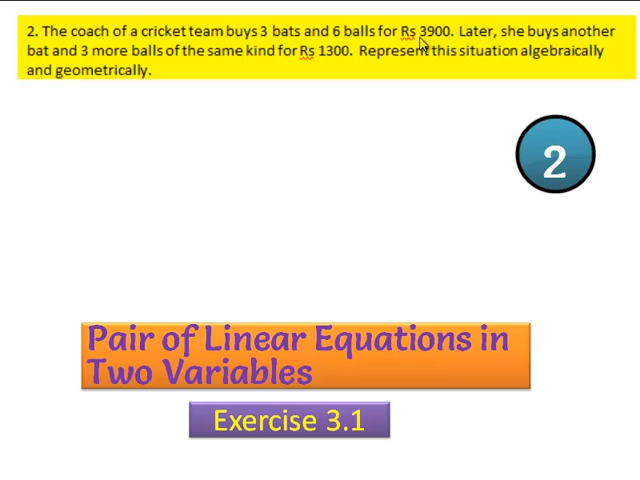 2. The coach of a cricket team buys 3 bats and 6 balls for Rs 3900. Later, she buys another
bat and 3 more balls of the same kind for Rs 1300. Represent this situation algebraically
and geometrically.
2
Pair of Linear Equations in
Two Variables
Exercise 3.1